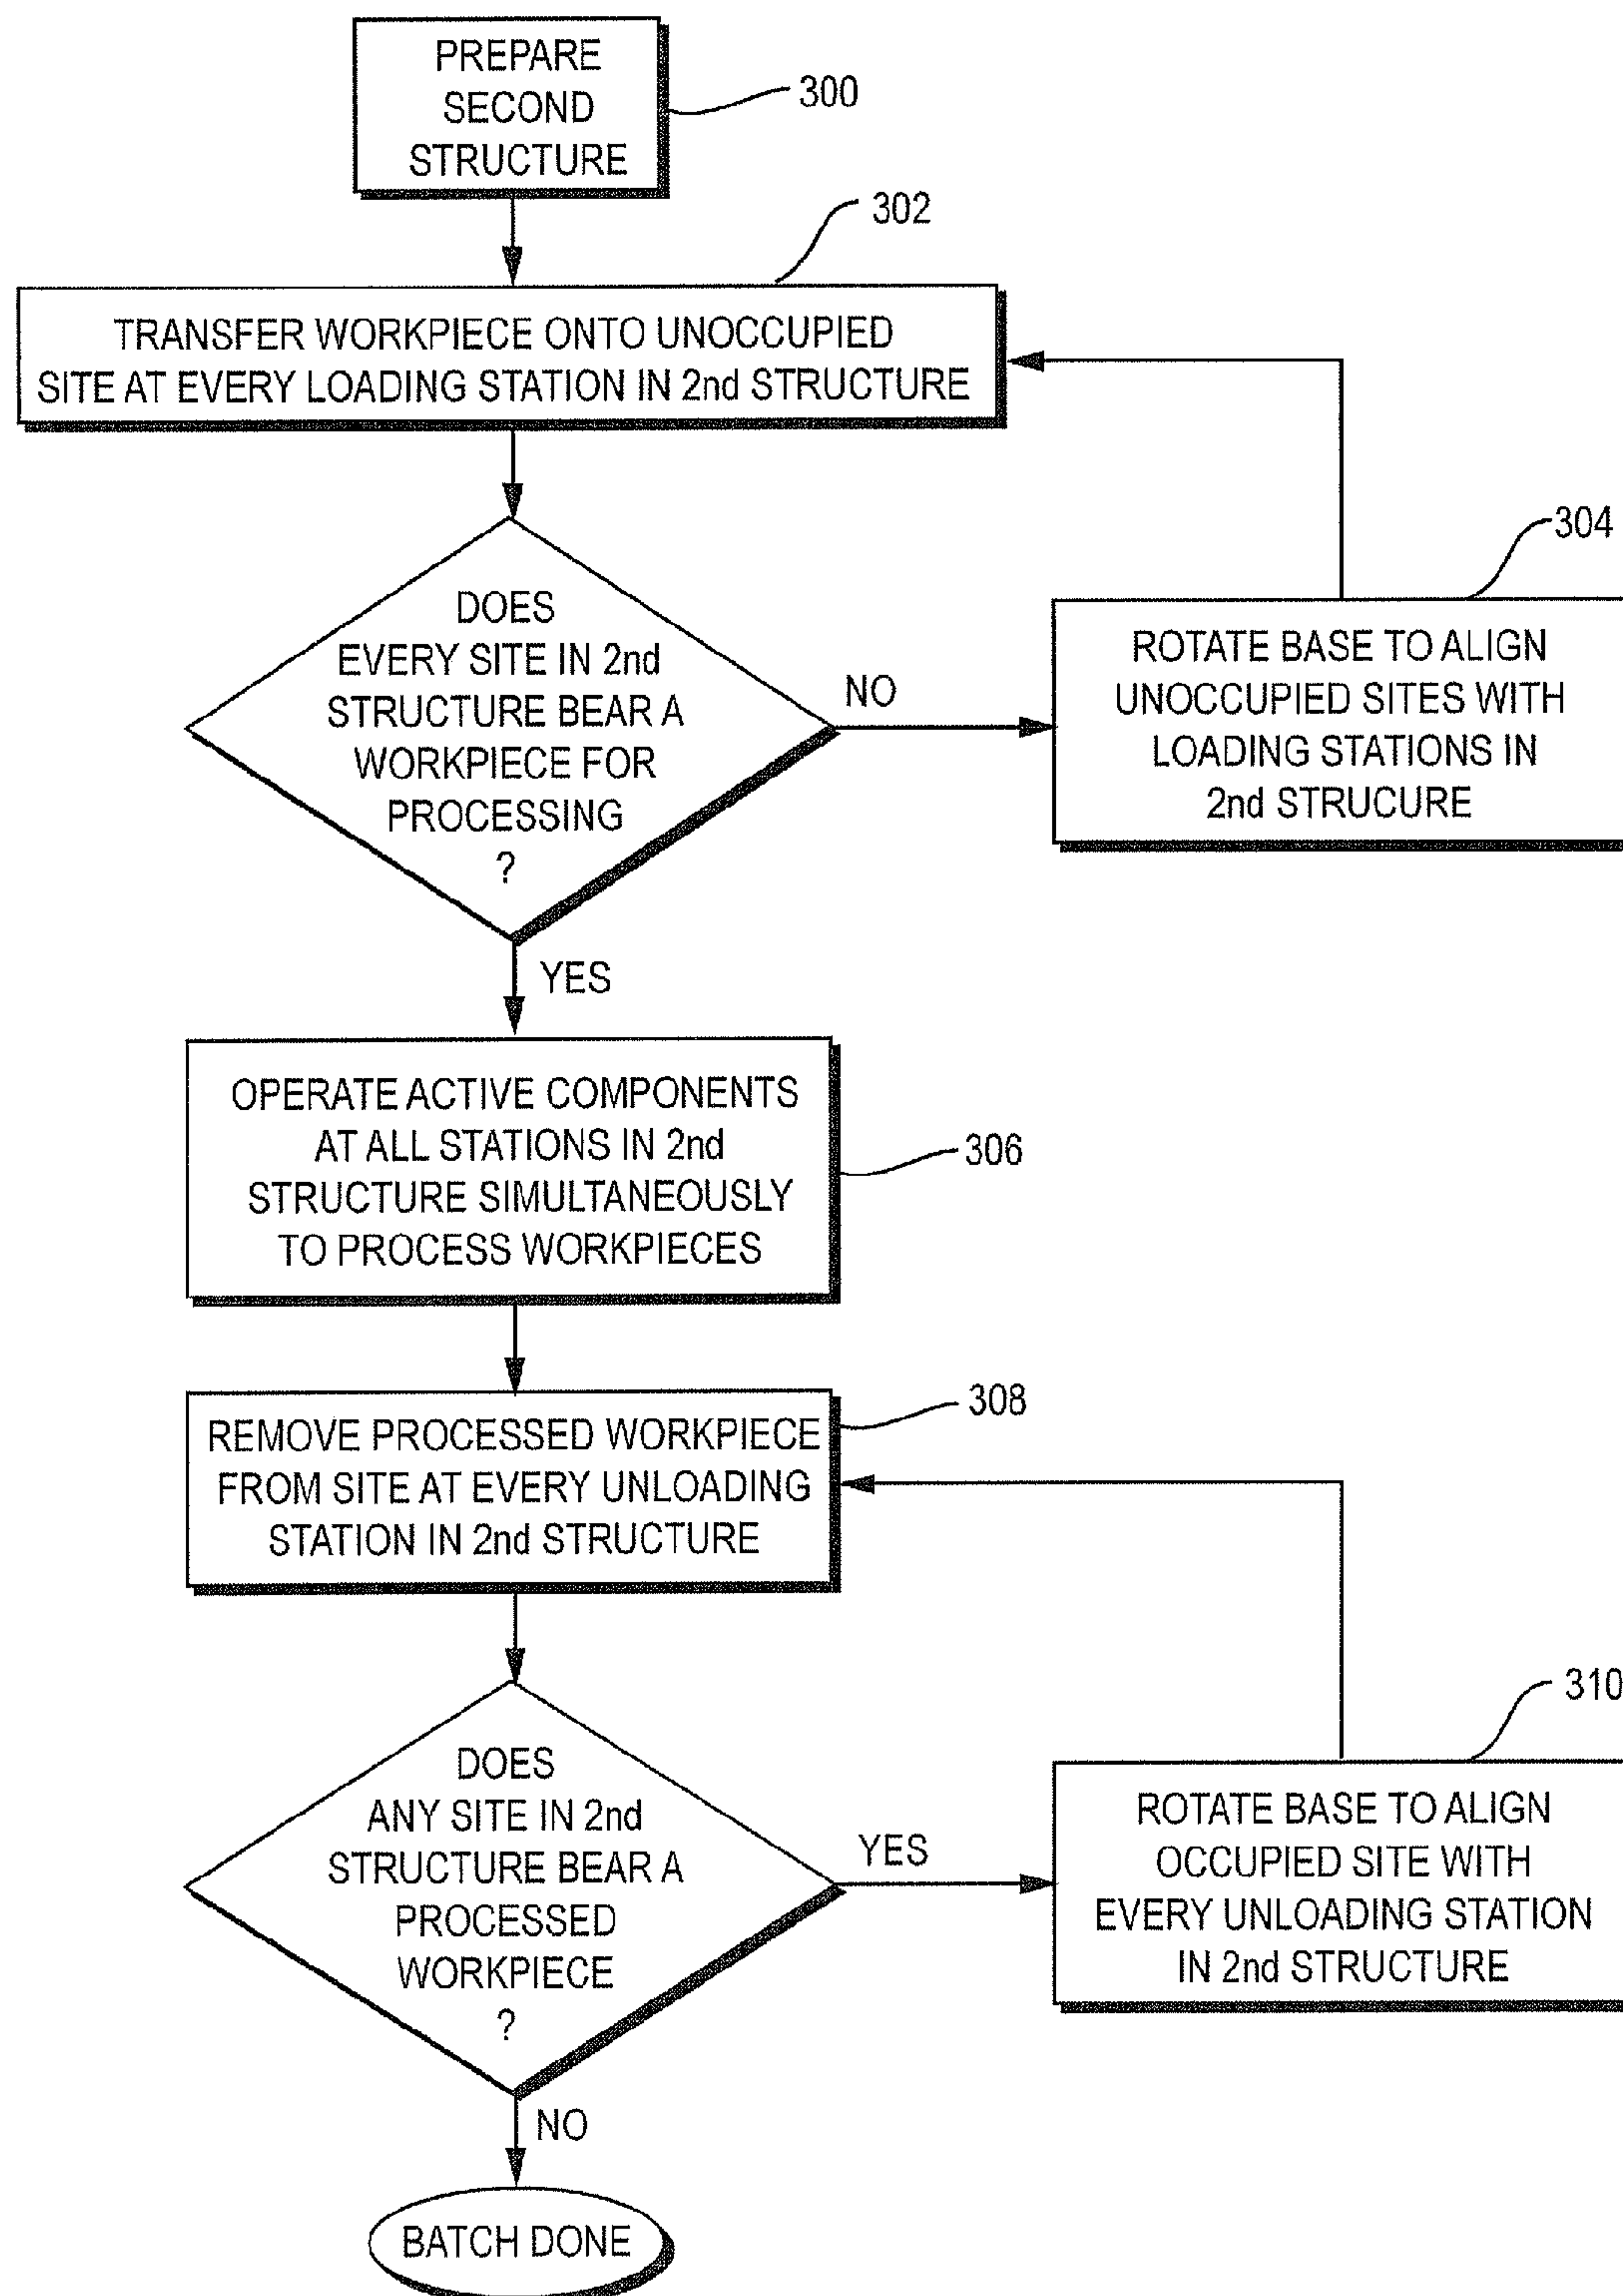 PREPARE
SECOND
STRUCTURE
300
302
TRANSFER WORKPIECE ONTO UNOCCUPIED
SITE AT EVERY LOADING STATION IN 2nd STRUCTURE
304
DOES
EVERY SITE IN 2nd
STRUCTURE BEAR A
WORKPIECE FOR
PROCESSING
?
NO
ROTATE BASE TO ALIGN
UNOCCUPIED SITES WITH
LOADING STATIONS IN
2nd STRUCURE
YES
OPERATE ACTIVE COMPONENTS
AT ALL STATIONS IN 2nd
STRUCTURE SIMULTANEOUSLY
TO PROCESS WORKPIECES
306
308
REMOVE PROCESSED WORKPIECE
FROM SITE AT EVERY UNLOADING
STATION IN 2nd STRUCTURE
310
DOES
ANY SITE IN 2nd
STRUCTURE BEAR A
PROCESSED
WORKPIECE
?
YES
ROTATE BASE TO ALIGN
OCCUPIED SITE WITH
EVERY UNLOADING STATION
IN 2nd STRUCTURE
NO
BATCH DONE